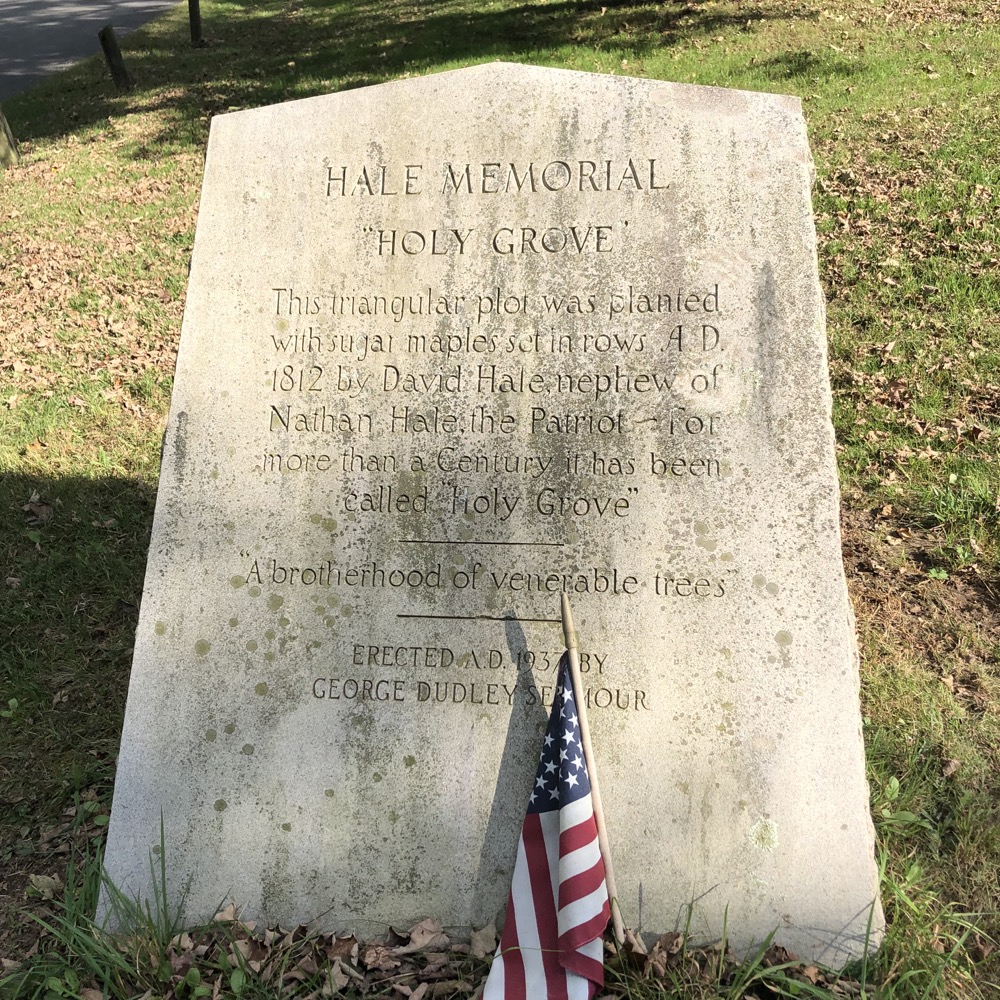 HALE MEMORIAL
"HOLY GROVE"
This triangular plot was planted
with sugar maples set in rows A.D.
1812 by David Hale, nephew of
Nathan Hale, the Patriot ~ For
more than a Century it has been
called "Holy Grove"
"A brotherhood of venerable trees"
ERECTED A.D. 1937 BY
GEORGE DUDLEY SEYMOUR